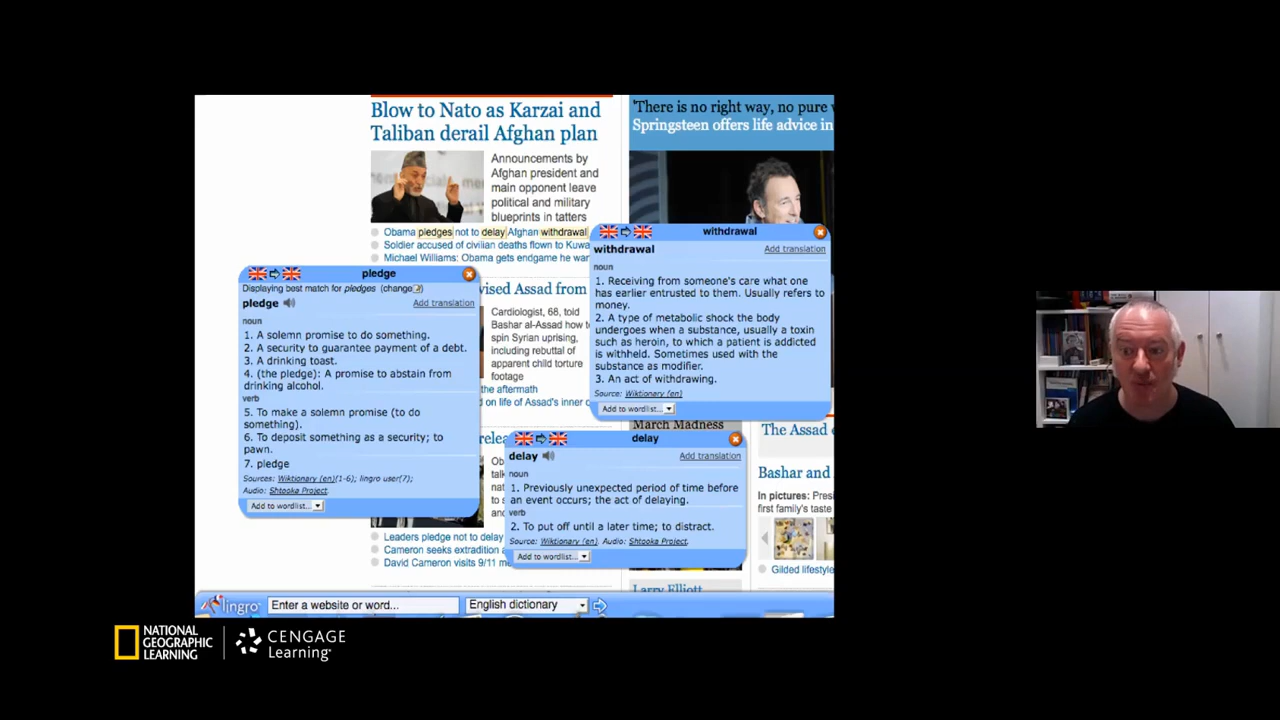 Blow to Nato as Karzai and
Taliban derail Afghan plan
Announcements by
Afghan president and
main opponent leave
political and military
blueprints in tatters
Obama pledges not to delay Afghan withdrawal
Soldier accused of civilian deaths flown to Kuwa
Michael Williams: Obama gets endgame he wan
'There is no right way, no pure w
Springsteen offers life advice in
withdrawal
withdrawal
Add translation
noun
1. Receiving from someone's care what one
has earlier entrusted to them. Usually refers to
money.
2. A type of metabolic shock the body
undergoes when a substance, usually a toxin
such as heroin, to which a patient is addicted
is withheld. Sometimes used with the
substance as modifier.
3. An act of withdrawing.
Source: Wiktionary (en)
Add to wordlist...
pledge
Displaying best match for pledges (change)
pledge
Add translation
noun
1. A solemn promise to do something.
2. A security to guarantee payment of a debt.
3. A drinking toast.
4. (the pledge): A promise to abstain from
drinking alcohol.
verb
5. To make a solemn promise (to do
something).
6. To deposit something as a security; to
pawn.
7. pledge
Sources: Wiktionary (en)(1-6); lingro user(7);
Audio: Shtooka Project.
Add to wordlist...
vised Assad from
Cardiologist, 68, told
Bashar al-Assad how t
spin Syrian uprising,
including rebuttal of
apparent child torture
footage
the aftermath
d on life of Assad's inner c
relea
Ob
talk
nat
to s
and
Leaders pledge not to delay
Cameron seeks extradition a
David Cameron visits 9/11 me
delay
delay
Add translation
noun
1. Previously unexpected period of time before
an event occurs; the act of delaying.
verb
2. To put off until a later time; to distract.
Source: Wiktionary (en). Audio: Shtooka Project.
Add to wordlist...
March Madness
Larry Elliott
The Assad e
Bashar and
In pictures: Presi
first family's taste
Gilded lifestyle
lingro
Enter a website or word...
English dictionary
NATIONAL
GEOGRAPHIC
LEARNING
CENGAGE
Learning